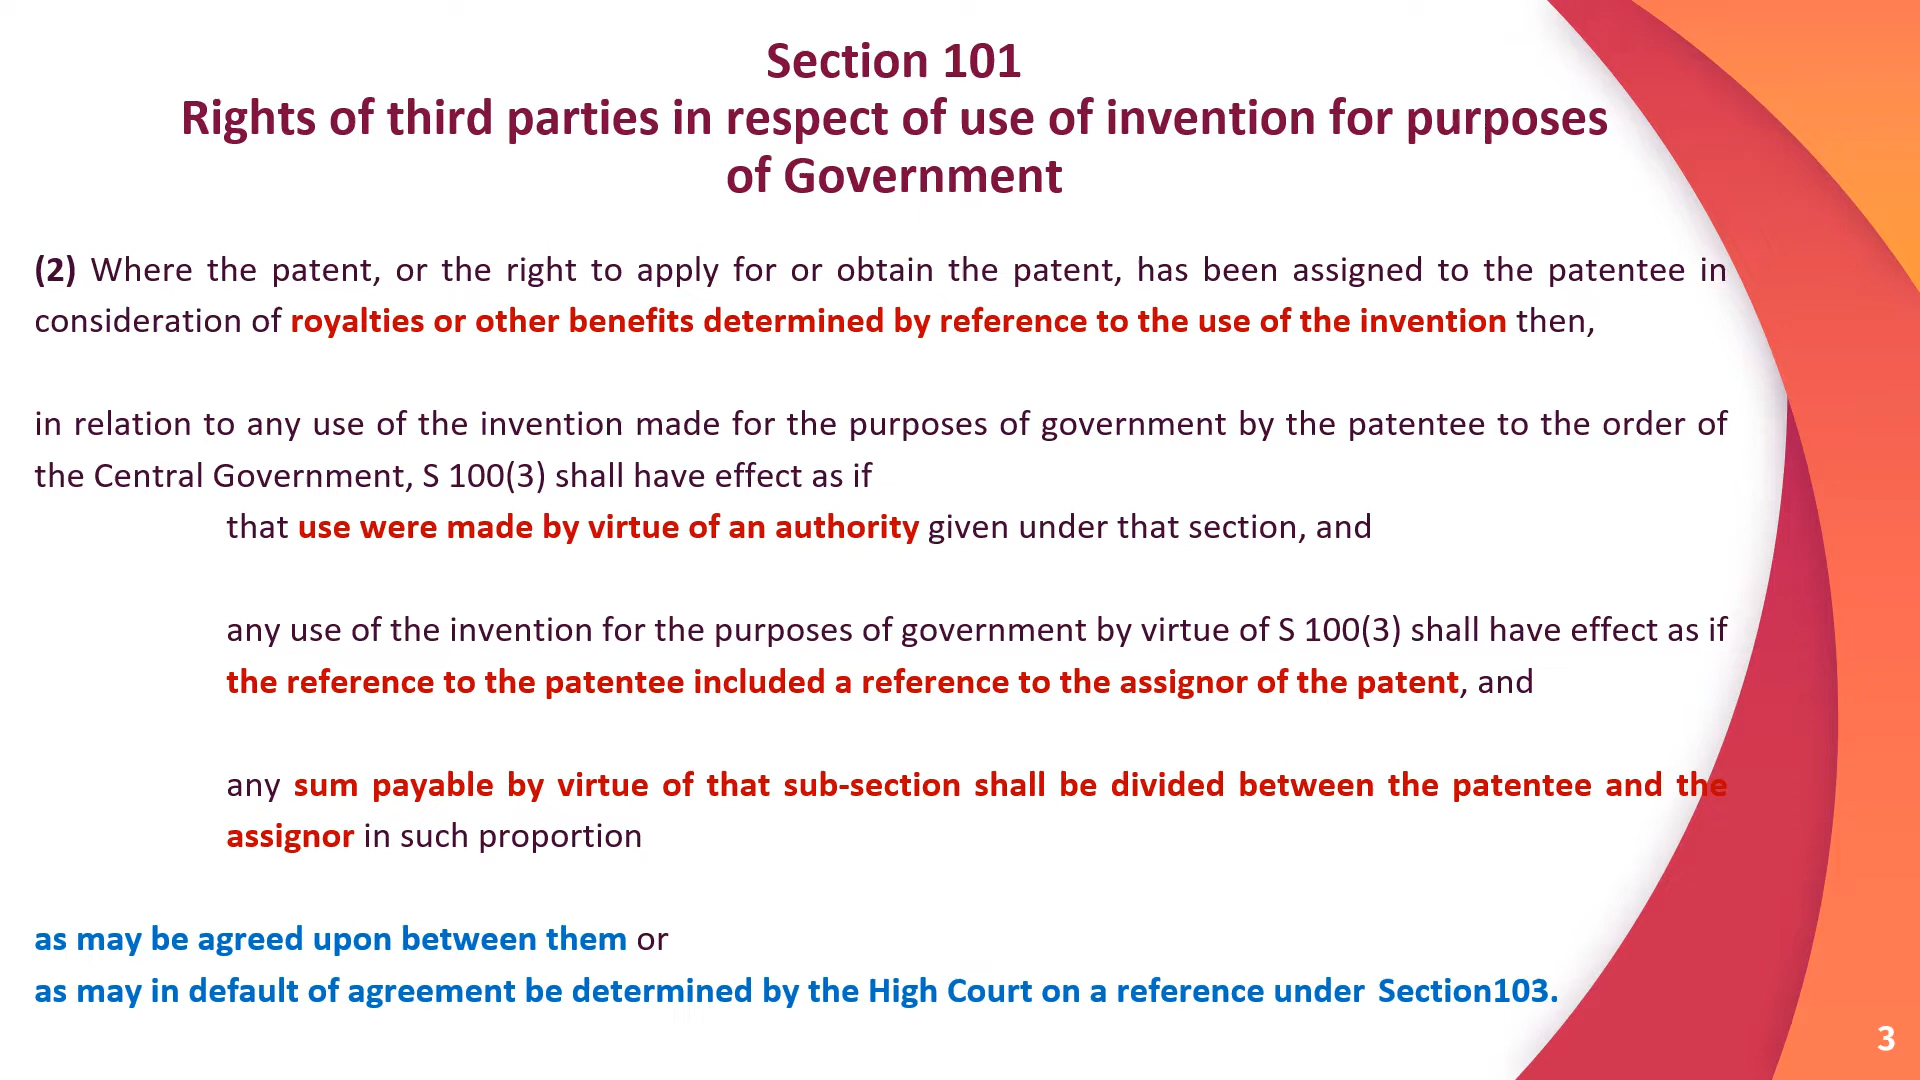 Section 101
Rights of third parties in respect of use of invention for purposes
of Government
(2) Where the patent, or the right to apply for or obtain the patent, has been assigned to the patentee in
consideration of royalties or other benefits determined by reference to the use of the invention then,
in relation to any use of the invention made for the purposes of government by the patentee to the order of
the Central Government, S 100(3) shall have effect as if
that use were made by virtue of an authority given under that section, and
any use of the invention for the purposes of government by virtue of S 100(3) shall have effect as if
the reference to the patentee included a reference to the assignor of the patent, and
any sum payable by virtue of that sub-section shall be divided between the patentee and the
assignor in such proportion
as may be agreed upon between them or
as may in default of agreement be determined by the High Court on a reference under Section103.
3